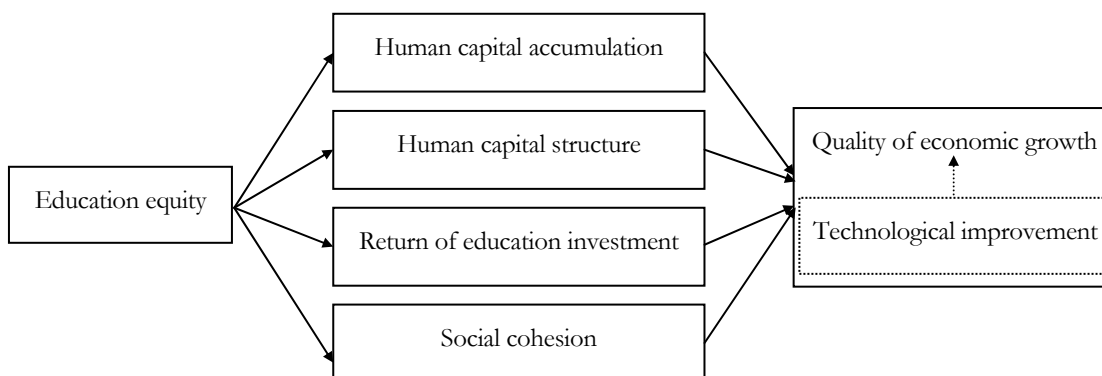 Human capital accumulation
Human capital structure
Quality of economic growth
Education equity
Technological improvement
Return of education investment
Social cohesion